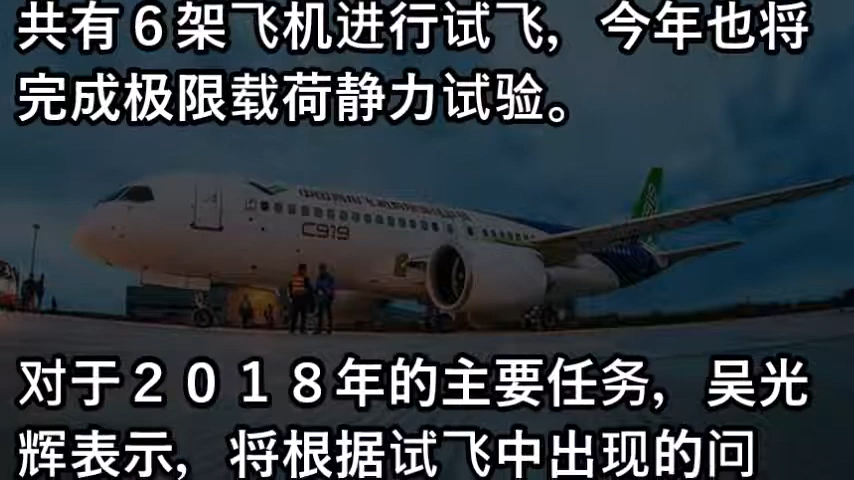 共有６架飞机进行试飞，今年也将
完成极限载荷静力试验。
C919
对于２０１８年的主要任务，吴光
辉表示，将根据试飞中出现的问